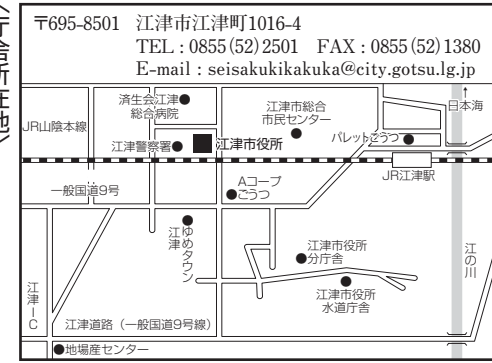 〈庁舎所在地〉
〒695-8501 江津市江津町1016-4
TEL：0855(52)2501 FAX：0855(52)1380
E-mail：seisakukikakuka@city.gotsu.lg.jp
済生会江津
総合病院
江津市総合
市民センター
↑
日本海
JR山陰本線
江津警察署
江津市役所
パレットごうつ
JR江津駅
一般国道9号
Aコープ
ごうつ
ゆめタウン
江津
江津市役所
分庁舎
江の川
江津市役所
水道庁舎
江津IC
江津道路（一般国道9号線）
地場産センター